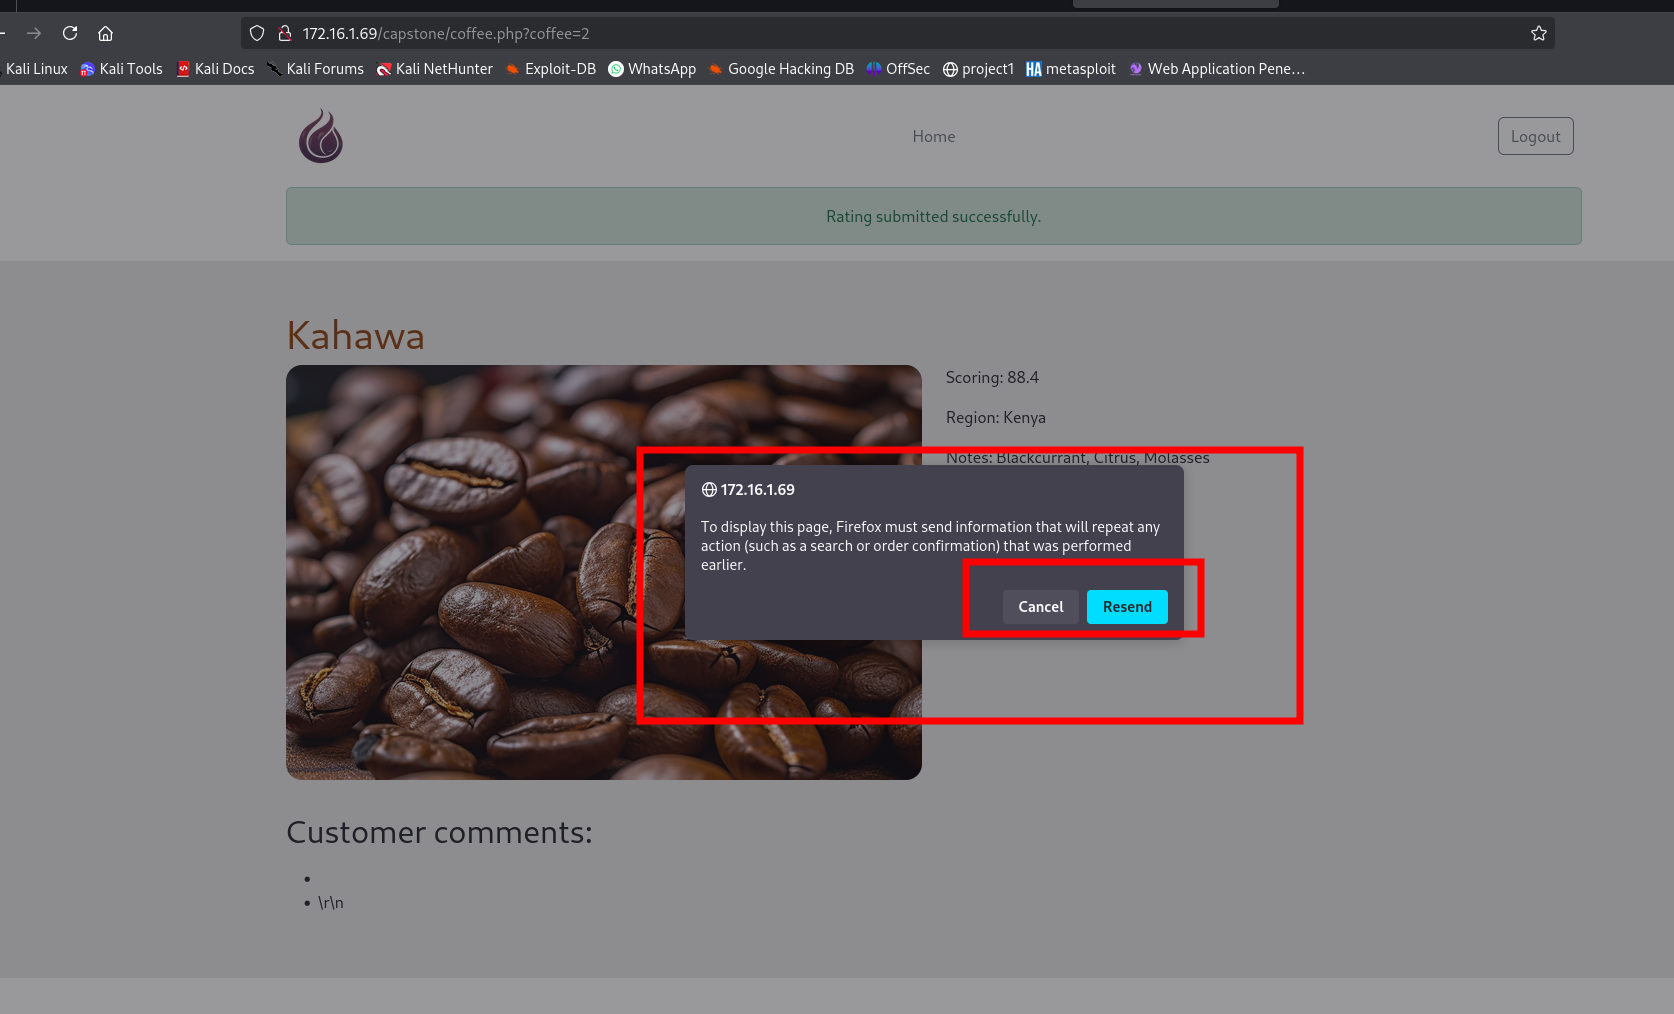 172.16.1.69/capstone/coffee.php?coffee=2
Kali Linux Kali Tools Kali Docs Kali Forums Kali NetHunter Exploit-DB WhatsApp Google Hacking DB OffSec project1 HA metasploit Web Application Pene…
Home
Logout
Rating submitted successfully.
Kahawa
Scoring: 88.4
Region: Kenya
Notes: Blackcurrant, Citrus, Molasses
172.16.1.69
To display this page, Firefox must send information that will repeat any
action (such as a search or order confirmation) that was performed
earlier.
Cancel Resend
Customer comments:
\r\n